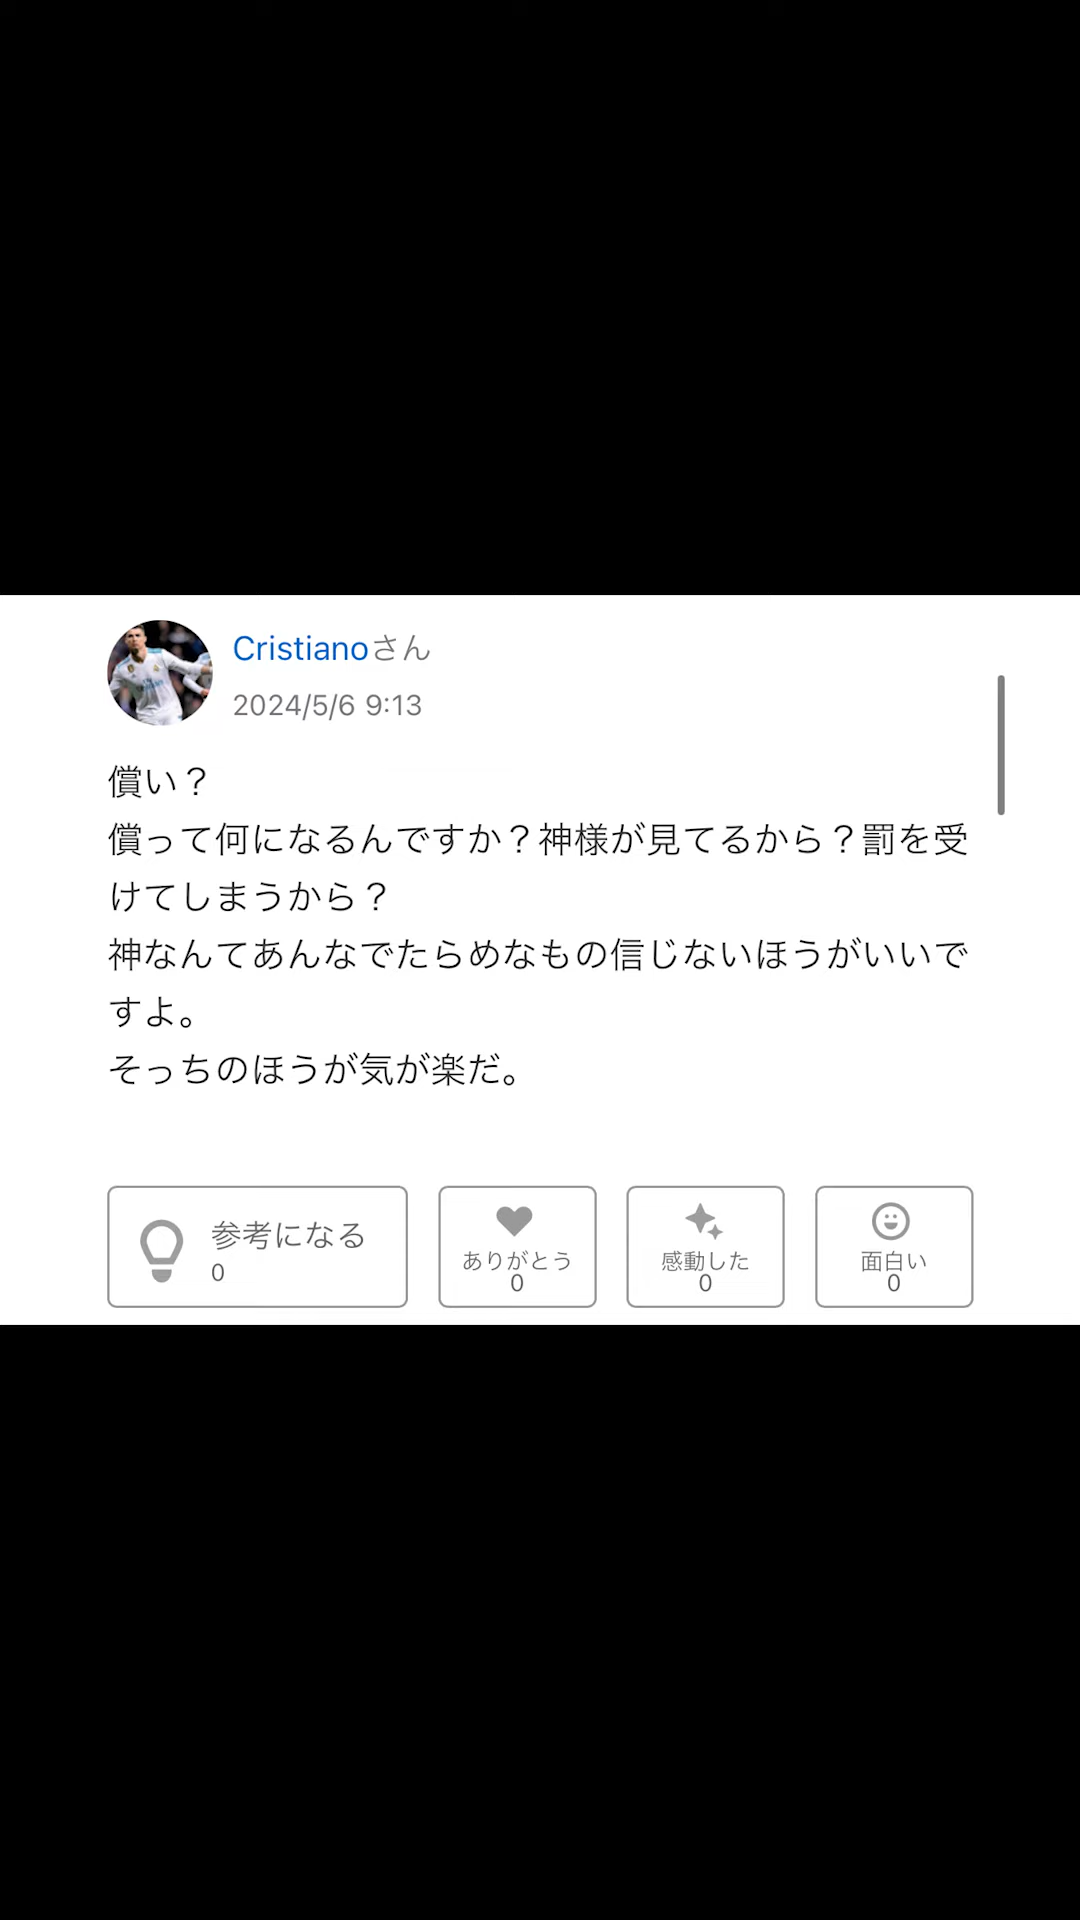 Cristianoさん
2024/5/6 9:13
償い？
償って何になるんですか？神様が見てるから？罰を受
けてしまうから？
神なんてあんなでたらめなもの信じないほうがいいで
すよ。
そっちのほうが気が楽だ。
参考になる
0
ありがとう
0
感動した
0
面白い
0